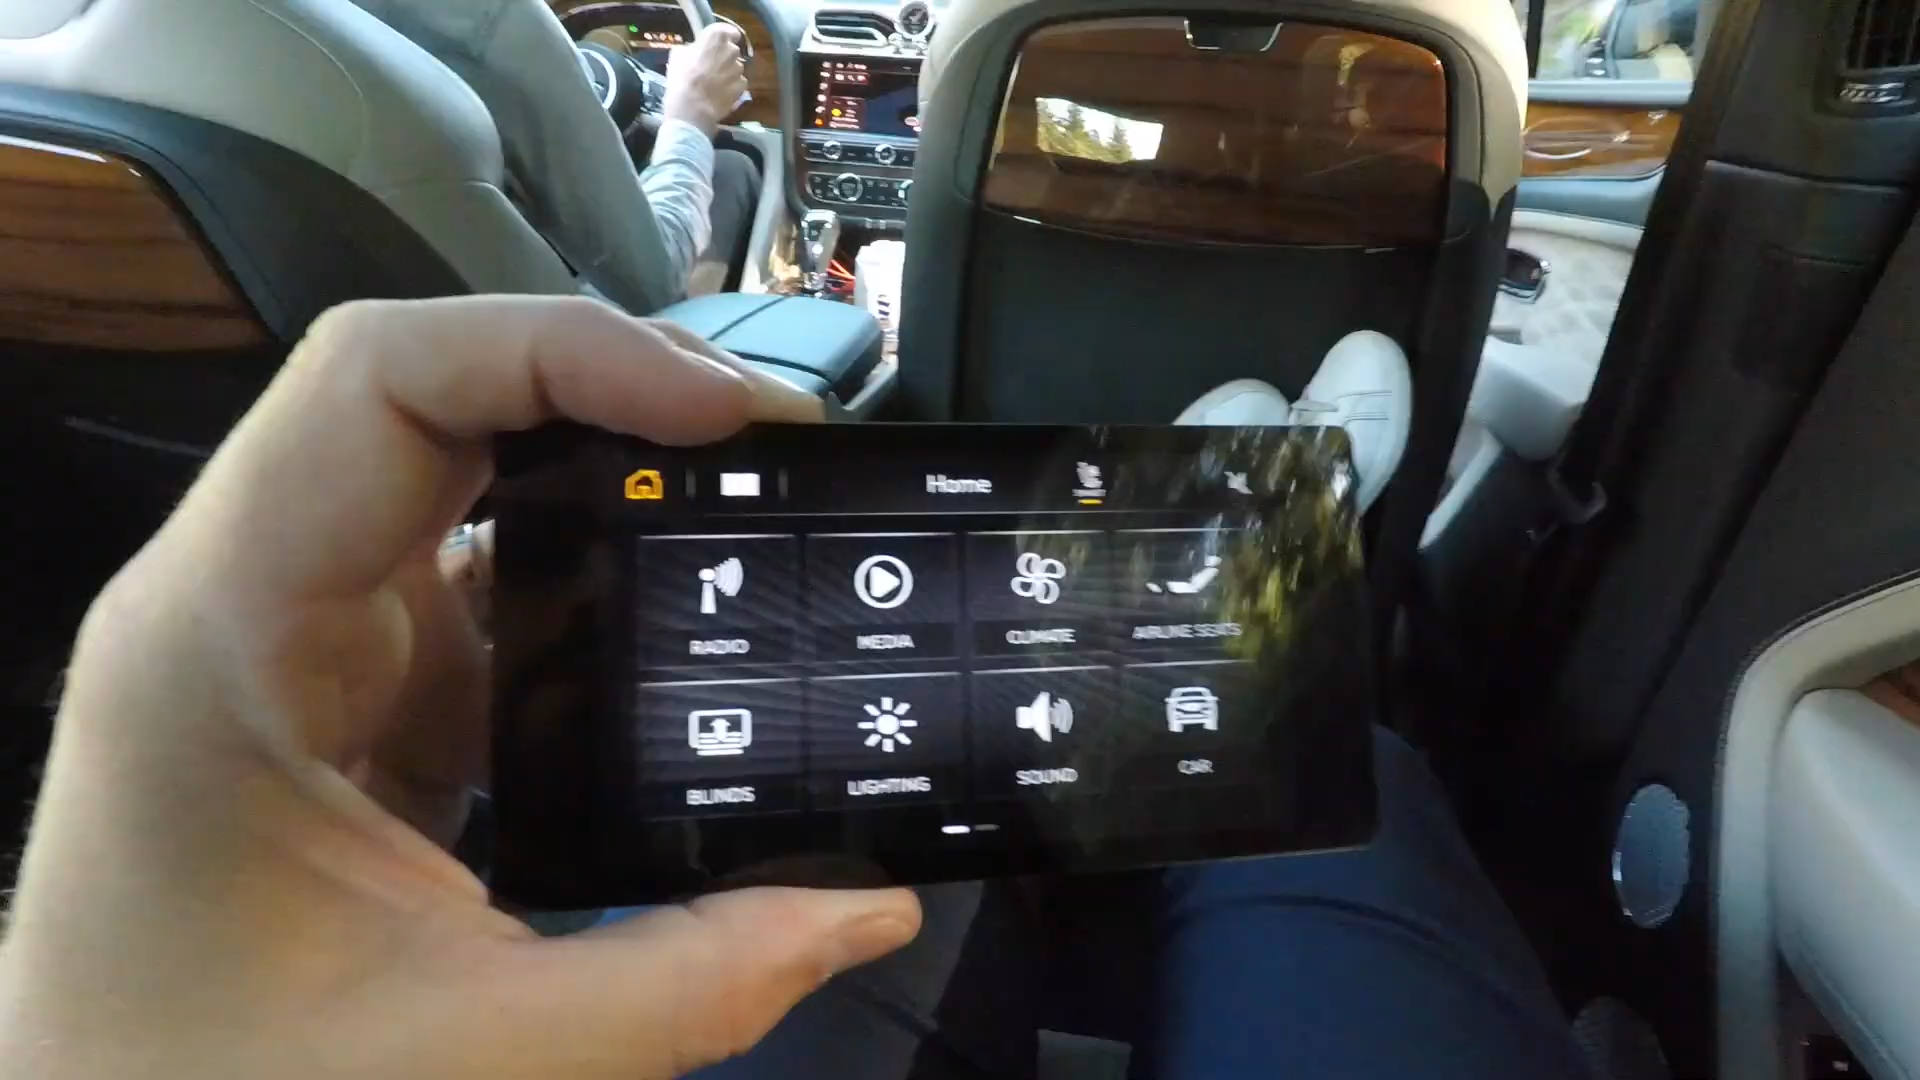 Home
RADIO
MEDIA
CLIMATE
AIRLINE SEATS
BLINDS
LIGHTING
SOUND
CAR